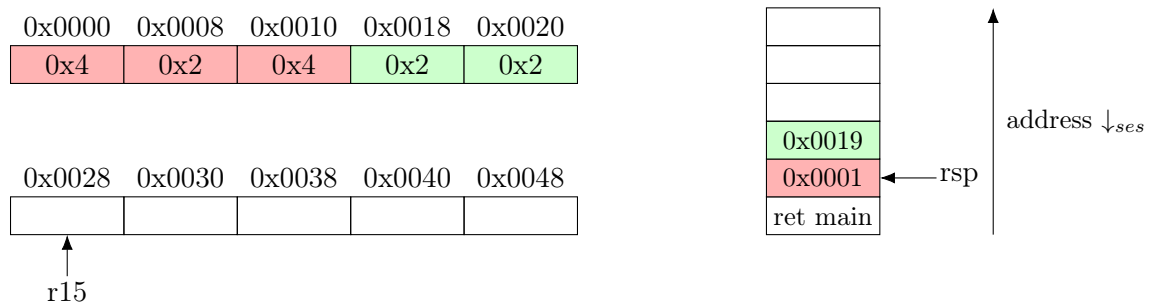 0x0000 0x0008 0x0010 0x0018 0x0020
0x4 0x2 0x4 0x2 0x2
0x0028 0x0030 0x0038 0x0040 0x0048
r15
0x0019
0x0001
ret main
rsp
address ↓ses